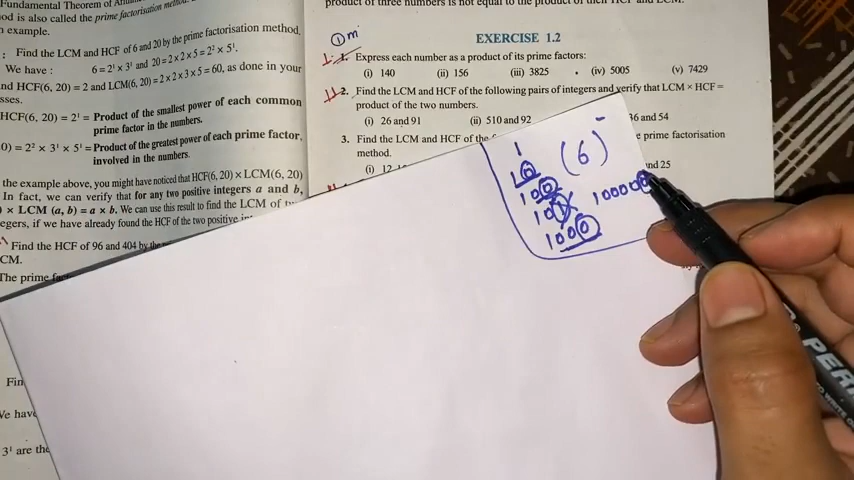 Fundamental Theorem of
od is also called the prime factorisation method.
example.
: Find the LCM and HCF of 6 and 20 by the prime factorisation method.
We have : 6 = 2¹ × 3¹ and 20 = 2 × 2 × 5 = 2² × 5¹.
nd HCF(6, 20) = 2 and LCM(6, 20) = 2 × 2 × 3 × 5 = 60, as done in your
sses.
HCF(6, 20) = 2¹ = Product of the smallest power of each common
prime factor in the numbers.
0) = 2² × 3¹ × 5¹ = Product of the greatest power of each prime factor,
involved in the numbers.
the example above, you might have noticed that HCF(6, 20) × LCM(6, 20)
In fact, we can verify that for any two positive integers a and b,
) × LCM (a, b) = a × b. We can use this result to find the LCM of
egers, if we have already found the HCF of the two positive
Find the HCF of 96 and 404 by the
CM.
The prime
Fin
We have
3¹ are the
product of three numbers is not equal to the product of their HCF and LCM.
① m
EXERCISE 1.2
1. Express each number as a product of its prime factors:
(i) 140 (ii) 156 (iii) 3825 (iv) 5005 (v) 7429
2. Find the LCM and HCF of the following pairs of integers and verify that LCM × HCF =
product of the two numbers.
(i) 26 and 91 (ii) 510 and 92 36 and 54
3. Find the LCM and HCF of the e prime factorisation
method.
(i) 12, and 25
1
10 (6)
100
100000
1000
PER